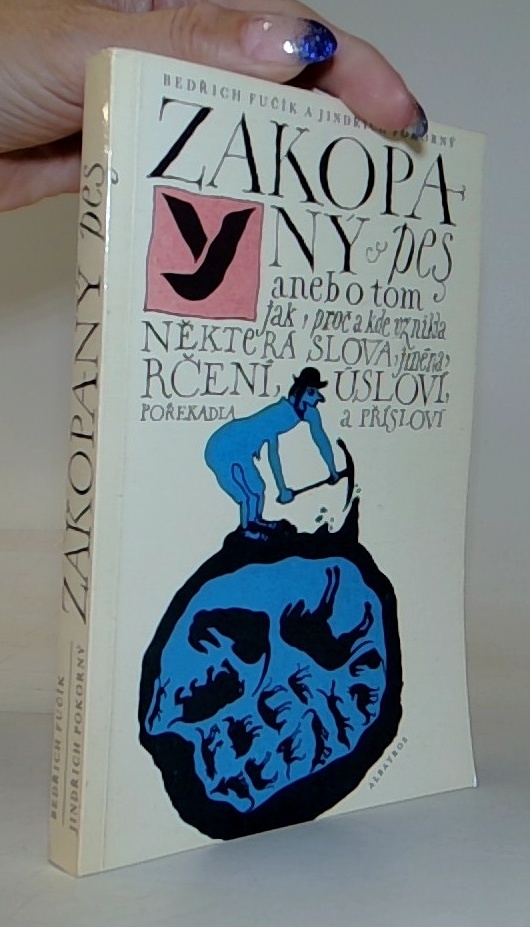 BEDŘICH FUČÍK A JINDŘICH POKORNÝ
ZAKOPA-
NÝ pes
anebo o tom
jak, proč a kde vznikla
NĚKTERÁ SLOVA, jména,
RČENÍ, ÚSLOVÍ,
POŘEKADLA a PŘÍSLOVÍ
ALBATROS
BEDŘICH FUČÍK
JINDŘICH POKORNÝ
ZAKOPANÝ pes